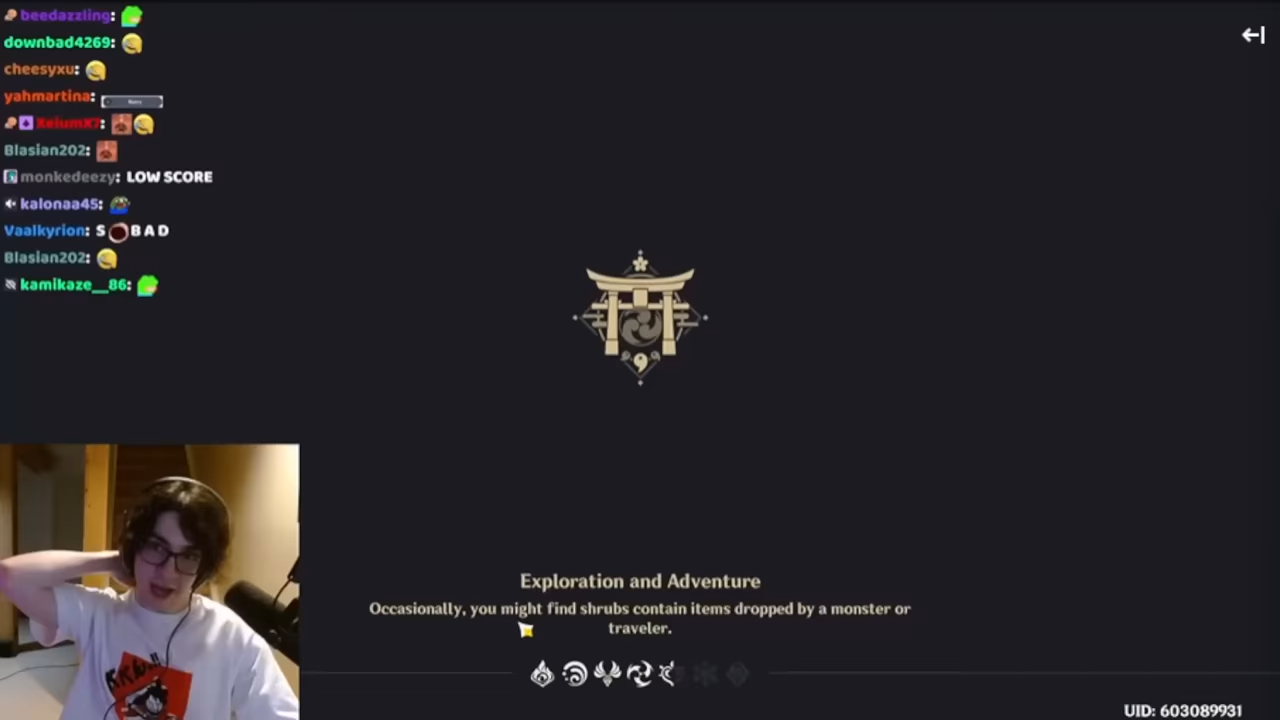 beedazzling:
downbad4269:
cheesyxu:
yahmartina:
XeiumX7:
Blasian202:
monkedeezy: LOW SCORE
kalonaa45:
Vaalkyrion: S B A D
Blasian202:
kamikaze__86:
Exploration and Adventure
Occasionally, you might find shrubs contain items dropped by a monster or
traveler.
UID: 603089931